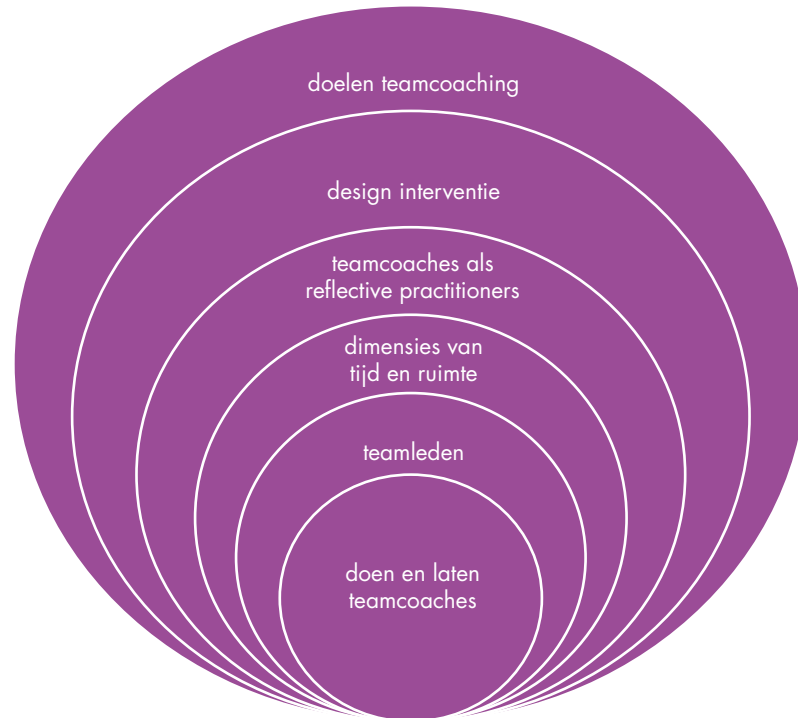 doelen teamcoaching
design interventie
teamcoaches als
reflective practitioners
dimensies van
tijd en ruimte
teamleden
doen en laten
teamcoaches